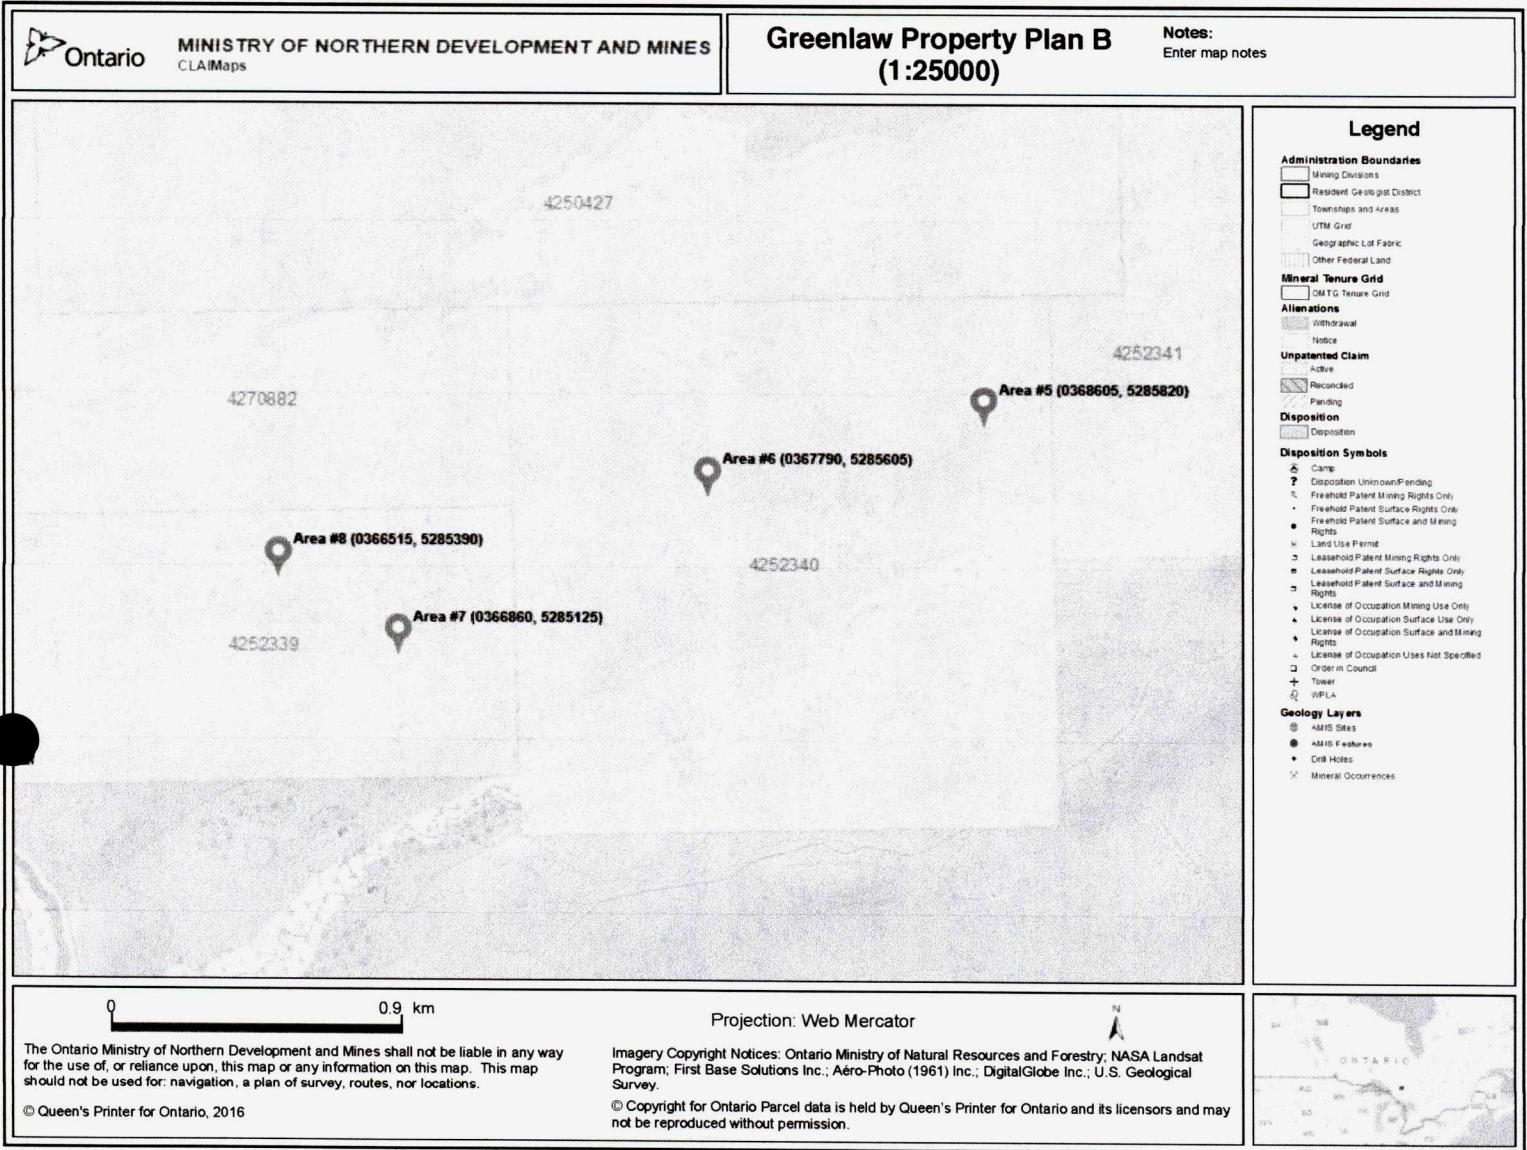 Ontario
MINISTRY OF NORTHERN DEVELOPMENT AND MINES
CLAIMaps
Greenlaw Property Plan B
(1:25000)
Notes:
Enter map notes
4250427
4252341
4270882
Area #5 (0368605, 5285820)
Area #6 (0367790, 5285605)
Area #8 (0366515, 5285390)
4252340
Area #7 (0366860, 5285125)
4252339
Legend
Administration Boundaries
Mining Divisions
Resident Geologist District
Townships and Areas
UTM Grid
Geographic Lot Fabric
Other Federal Land
Mineral Tenure Grid
OMTG Tenure Grid
Alienations
Withdrawal
Notice
Unpatented Claim
Active
Reconciled
Pending
Disposition
Disposition
Disposition Symbols
Camp
Disposition Unknown/Pending
Freehold Patent Mining Rights Only
Freehold Patent Surface Rights Only
Freehold Patent Surface and Mining
Rights
Land Use Permit
Leasehold Patent Mining Rights Only
Leasehold Patent Surface Rights Only
Leasehold Patent Surface and Mining
Rights
License of Occupation Mining Use Only
License of Occupation Surface Use Only
License of Occupation Surface and Mining
Rights
License of Occupation Uses Not Specified
Order in Council
Tower
WPLA
Geology Layers
AMIS Sites
AMIS Features
Drill Holes
Mineral Occurrences
0 0.9 km
The Ontario Ministry of Northern Development and Mines shall not be liable in any way
for the use of, or reliance upon, this map or any information on this map. This map
should not be used for: navigation, a plan of survey, routes, nor locations.
© Queen's Printer for Ontario, 2016
Projection: Web Mercator
N
Imagery Copyright Notices: Ontario Ministry of Natural Resources and Forestry; NASA Landsat
Program; First Base Solutions Inc.; Aéro-Photo (1961) Inc.; DigitalGlobe Inc.; U.S. Geological
Survey.
© Copyright for Ontario Parcel data is held by Queen's Printer for Ontario and its licensors and may
not be reproduced without permission.
ONTARIO